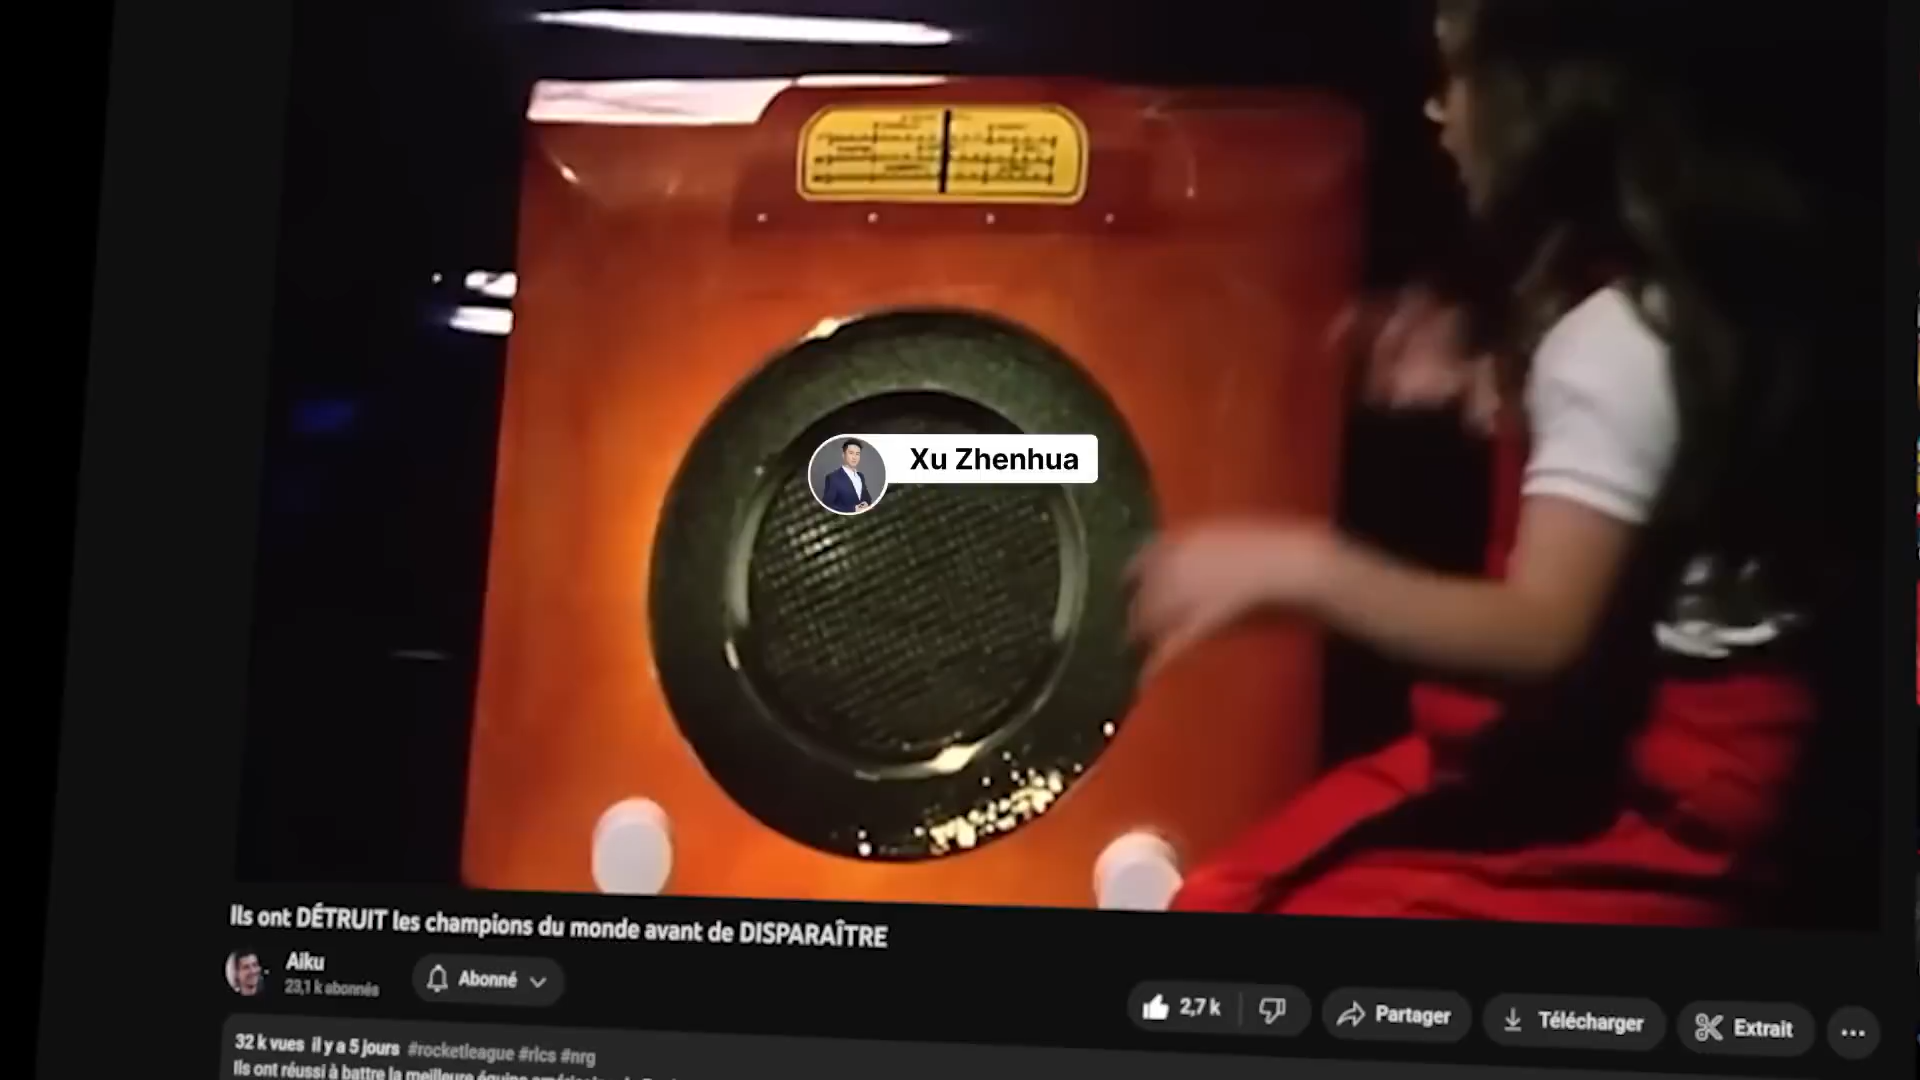 Xu Zhenhua
Ils ont DÉTRUIT les champions du monde avant de DISPARAÎTRE
Aiku
23,1 k abonnés
Abonné
2,7 k
Partager
Télécharger
Extrait
32 k vues il y a 5 jours #rocketleague #rlcs #nrg
Ils ont réussi à battre la meilleure équipe